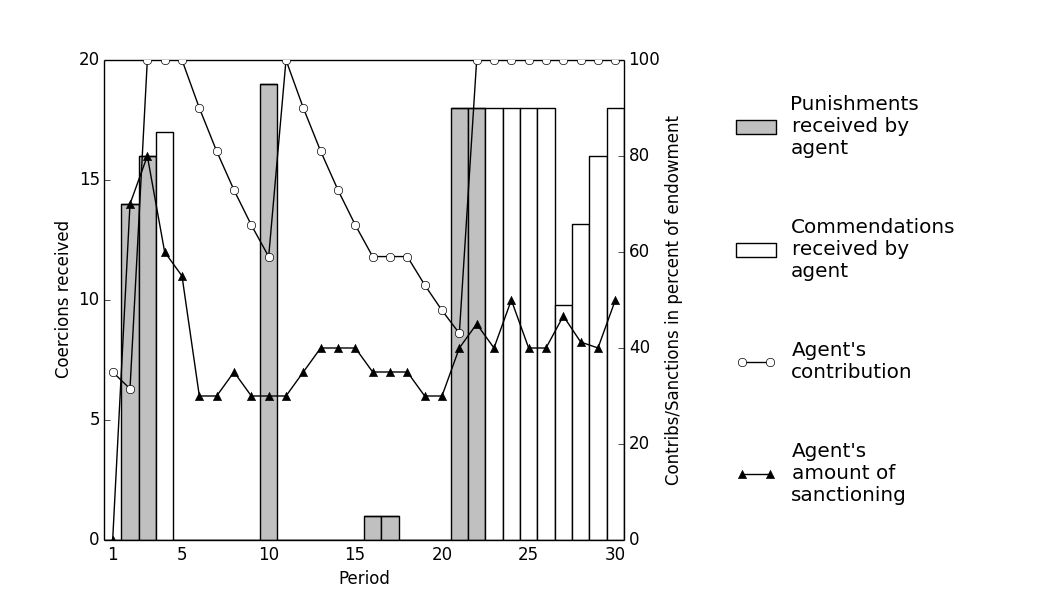 20
15
10
5
0
Coercions received
1
5
10
15
20
25
30
Period
100
80
60
40
20
0
Contribs/Sanctions in percent of endowment
Punishments
received by
agent
Commendations
received by
agent
Agent's
contribution
Agent's
amount of
sanctioning